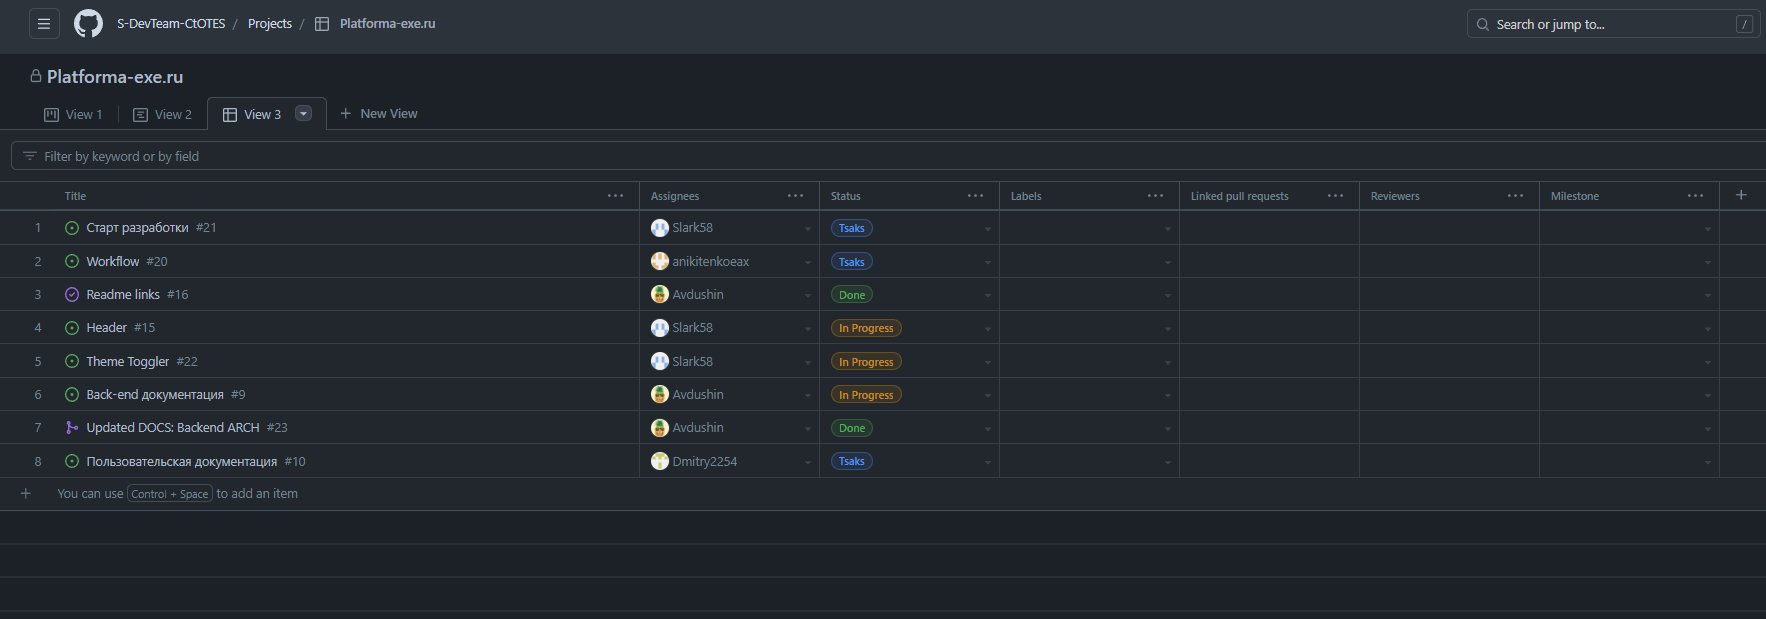 S-DevTeam-CtOTES / Projects / Platforma-exe.ru
Search or jump to... /
Platforma-exe.ru
View 1 View 2 View 3 + New View
Filter by keyword or by field
Title ... Assignees ... Status ... Labels ... Linked pull requests ... Reviewers ... Milestone ... +
1 Старт разработки #21 Slark58 Tsaks
2 Workflow #20 anikitenkoeax Tsaks
3 Readme links #16 Avdushin Done
4 Header #15 Slark58 In Progress
5 Theme Toggler #22 Slark58 In Progress
6 Back-end документация #9 Avdushin In Progress
7 Updated DOCS: Backend ARCH #23 Avdushin Done
8 Пользовательская документация #10 Dmitry2254 Tsaks
+ You can use Control + Space to add an item